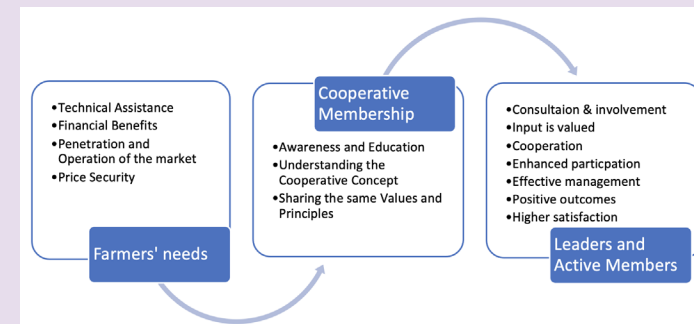 •Technical Assistance
•Financial Benefits
•Penetration and
Operation of the market
•Price Security
Farmers' needs
Cooperative
Membership
•Awareness and Education
•Understanding the
Cooperative Concept
•Sharing the same Values and
Principles
•Consultaion & involvement
•Input is valued
•Cooperation
•Enhanced particpation
•Effective management
•Positive outcomes
•Higher satisfaction
Leaders and
Active Members